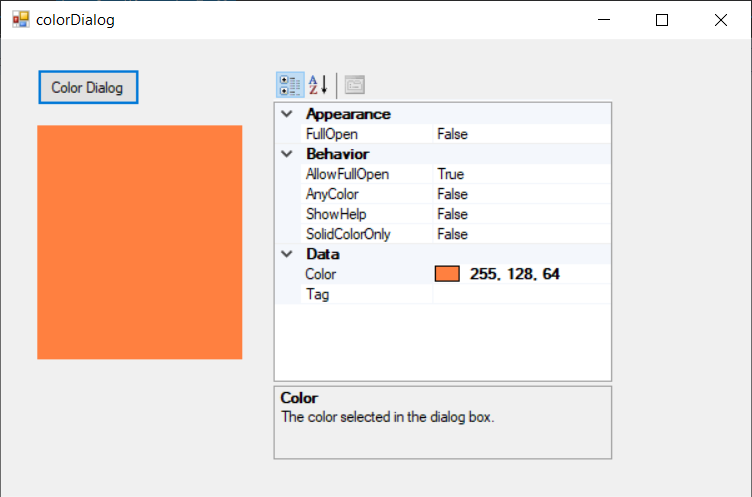 colorDialog
Color Dialog
Appearance
FullOpen False
Behavior
AllowFullOpen True
AnyColor False
ShowHelp False
SolidColorOnly False
Data
Color 255, 128, 64
Tag
Color
The color selected in the dialog box.